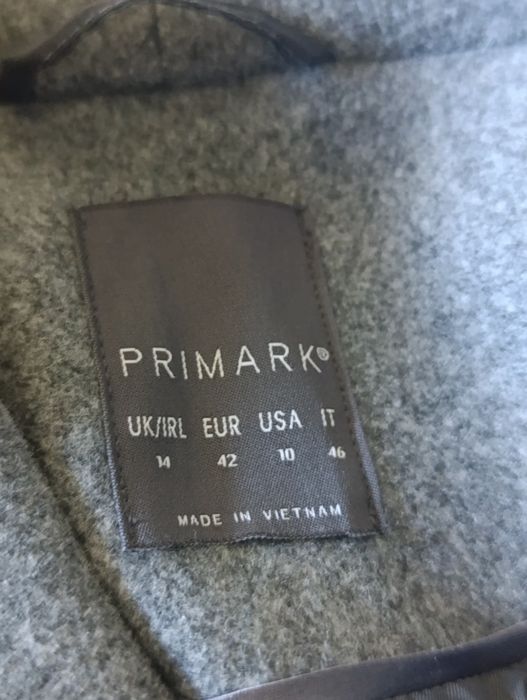 PRIMARK®
UK/IRL EUR USA IT
14 42 10 46
MADE IN VIETNAM